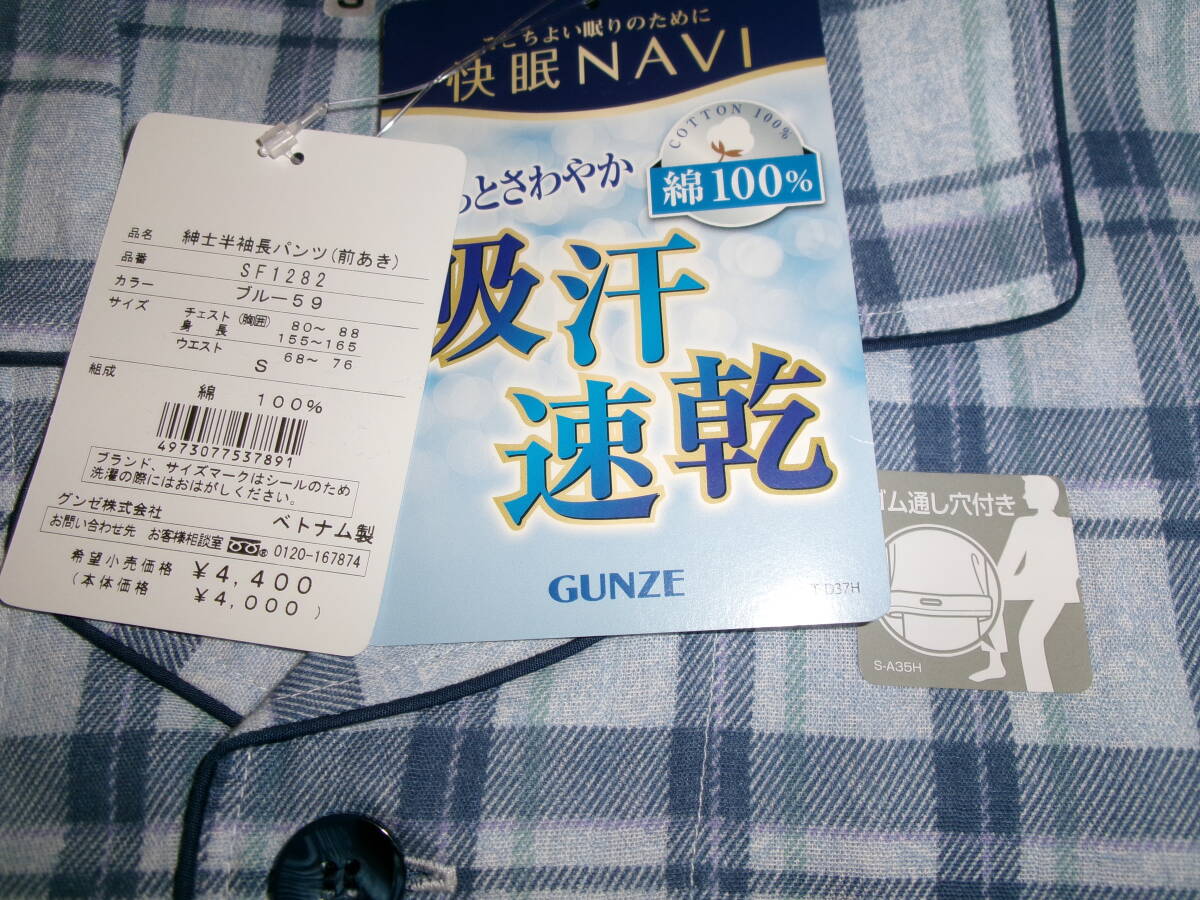 ここちよい眠りのために
快眠NAVI
COTTON 100%
綿100%
っとさわやか
吸汗
速乾
GUNZE
D37H
品名 紳士半袖長パンツ(前あき)
品番 SF1282
カラー ブルー59
サイズ
チェスト(胸囲) 80〜 88
身長 155〜165
ウエスト 68〜 76
S
組成
綿 100%
4973077537891
ブランド、サイズマークはシールのため
洗濯の際にはおはがしください。
グンゼ株式会社 ベトナム製
お問い合わせ先 お客様相談室 0120-167874
希望小売価格 ¥4,400
(本体価格 ¥4,000)
ゴム通し穴付き
S-A35H